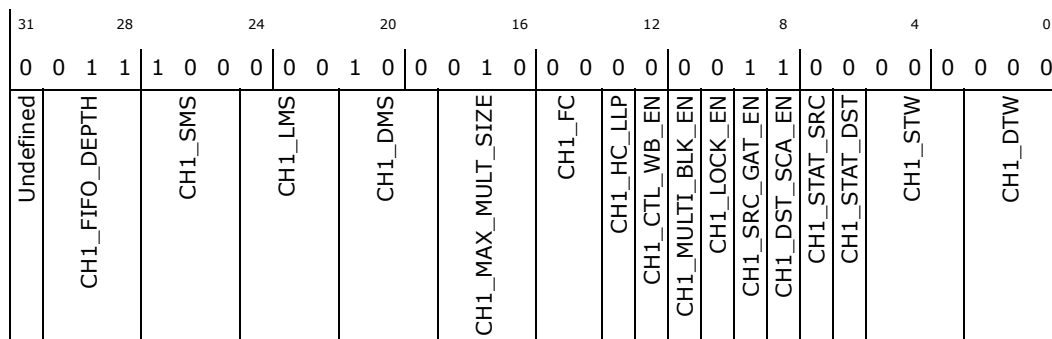 31 28 24 20 16 12 8 4 0
0 0 1 1 1 0 0 0 0 0 0 1 0 0 0 1 0 0 0 0 0 0 0 1 1 0 0 0 0 0 0 0 0
Undefined
CH1_FIFO_DEPTH
CH1_SMS
CH1_LMS
CH1_DMS
CH1_MAX_MULT_SIZE
CH1_FC
CH1_HC_LLP
CH1_CTL_WB_EN
CH1_MULTI_BLK_EN
CH1_LOCK_EN
CH1_SRC_GAT_EN
CH1_DST_SCA_EN
CH1_STAT_SRC
CH1_STAT_DST
CH1_STW
CH1_DTW